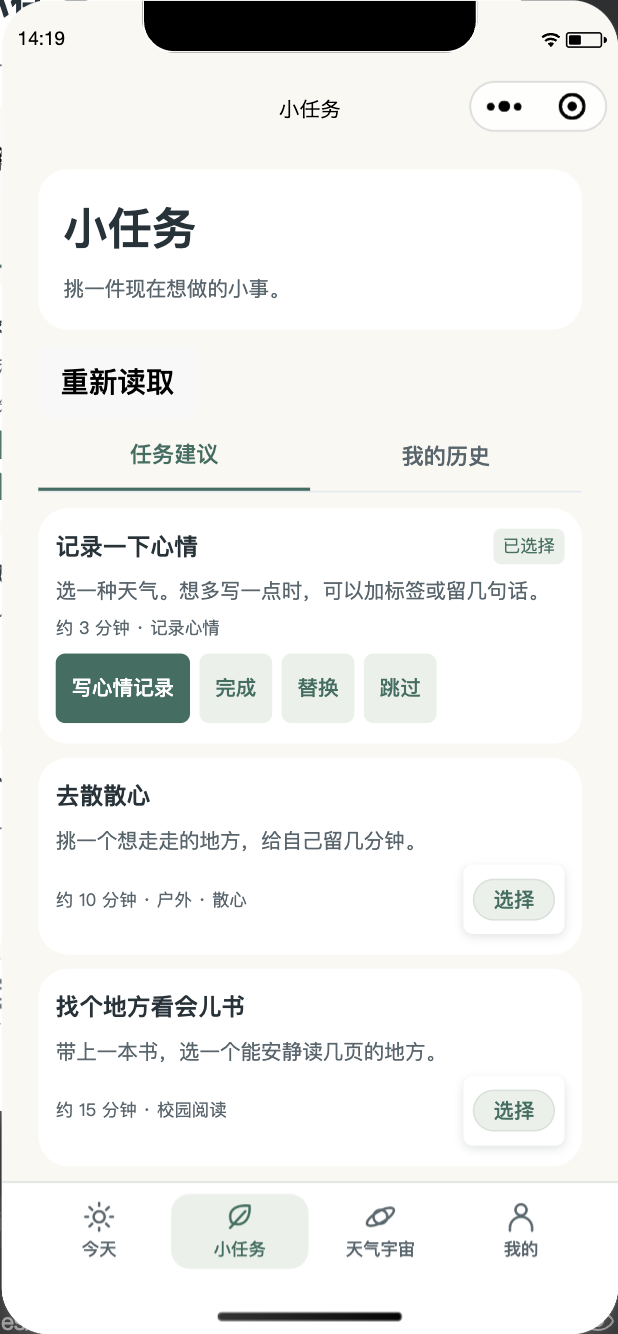 14:19
小任务
小任务
挑一件现在想做的小事。
重新读取
任务建议
我的历史
记录一下心情
已选择
选一种天气。想多写一点时，可以加标签或留几句话。
约 3 分钟 · 记录心情
写心情记录
完成
替换
跳过
去散散心
挑一个想走走的地方，给自己留几分钟。
约 10 分钟 · 户外 · 散心
选择
找个地方看会儿书
带上一本书，选一个能安静读几页的地方。
约 15 分钟 · 校园阅读
选择
今天
小任务
天气宇宙
我的